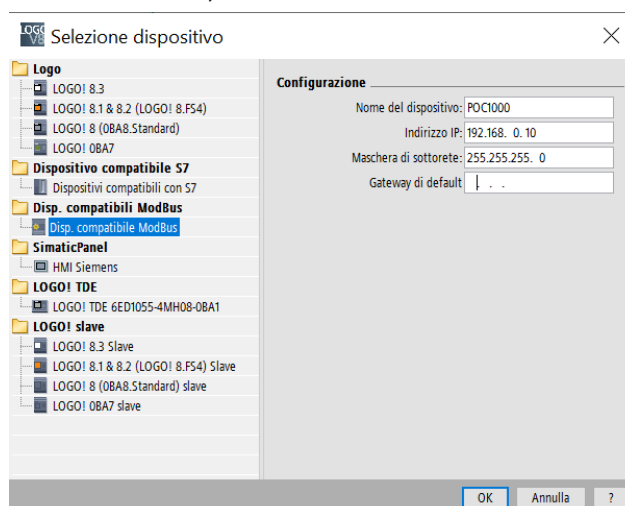 LOGO
V8
Selezione dispositivo
Logo
LOGO! 8.3
LOGO! 8.1 & 8.2 (LOGO! 8.FS4)
LOGO! 8 (0BA8.Standard)
LOGO! 0BA7
Dispositivo compatibile S7
Dispositivi compatibili con S7
Disp. compatibili ModBus
Disp. compatibile ModBus
SimaticPanel
HMI Siemens
LOGO! TDE
LOGO! TDE 6ED1055-4MH08-0BA1
LOGO! slave
LOGO! 8.3 Slave
LOGO! 8.1 & 8.2 (LOGO! 8.FS4) Slave
LOGO! 8 (0BA8.Standard) slave
LOGO! 0BA7 slave
Configurazione
Nome del dispositivo: POC1000
Indirizzo IP: 192.168. 0. 10
Maschera di sottorete: 255.255.255. 0
Gateway di default . . .
OK Annulla ?